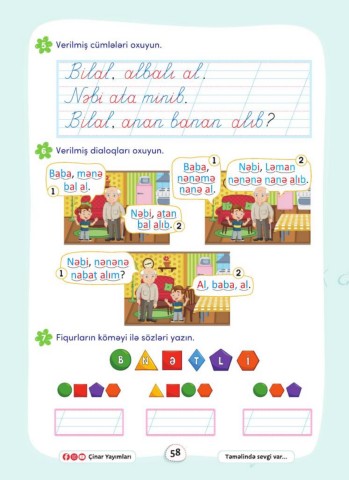 5 Verilmiş cümlələri oxuyun.
Bilal, albalı al.
Nəbi ata minib.
Bilal, anan banan alıb?
6 Verilmiş dialoqları oxuyun.
Baba, mənə
bal al.
1
Nəbi, atan
bal alıb. 2
1
Baba,
nənəmə
nanə al.
2
Nəbi, Ləman
nənənə nanə alıb.
1
Nəbi, nənənə
nabat alım?
2
Al, baba, al.
7 Fiqurların köməyi ilə sözləri yazın.
B N Ə T L I
Çinar Yayımları
58
Təməlində sevgi var...